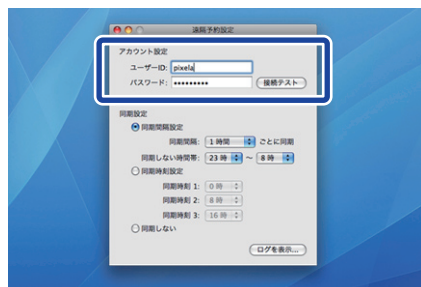 遠隔予約設定
アカウント設定
ユーザーID: pixela
パスワード: •••••••••
接続テスト
同期設定
同期間隔設定
同期間隔: 1 時間 ごとに同期
同期しない時間帯: 23 時 ~ 8 時
同期時刻設定
同期時刻 1: 0 時
同期時刻 2: 8 時
同期時刻 3: 16 時
同期しない
ログを表示...